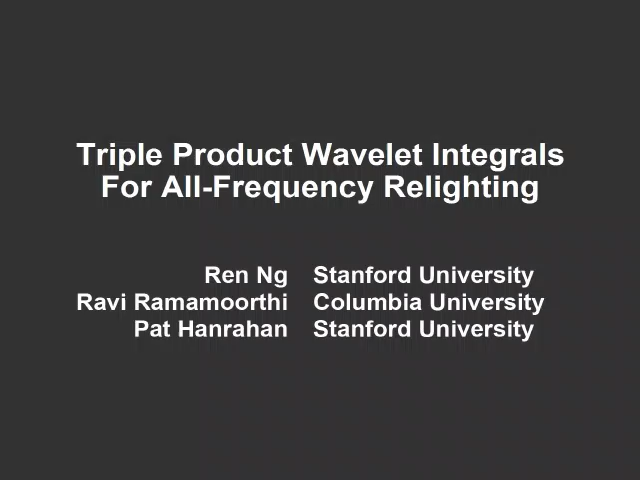 Triple Product Wavelet Integrals
For All-Frequency Relighting
Ren Ng Stanford University
Ravi Ramamoorthi Columbia University
Pat Hanrahan Stanford University